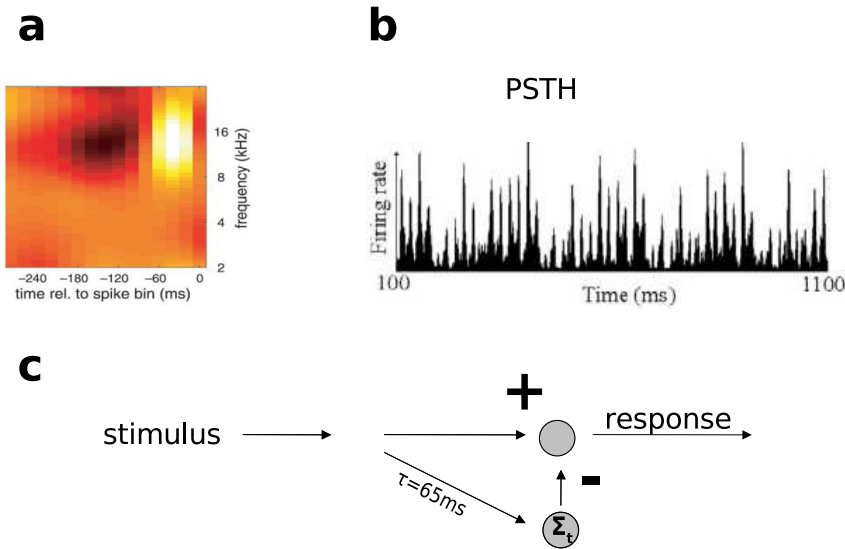 a
16
8
4
2
frequency (kHz)
−240 −180 −120 −60 0
time rel. to spike bin (ms)
b
PSTH
Firing rate
100 1100
Time (ms)
c
stimulus
+
response
τ=65ms
-
Σt